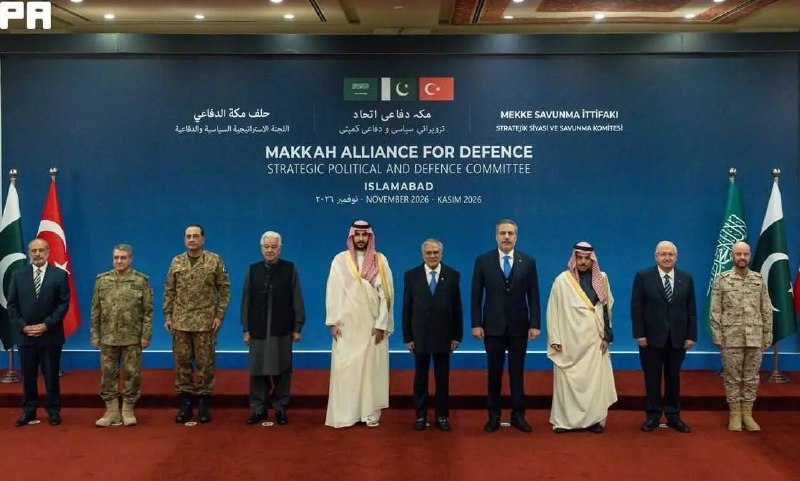 PA
حلف مكة الدفاعي
اللجنة الاستراتيجية السياسية والدفاعية
مکہ دفاعی اتحاد
تزویراتی سیاسی و دفاعی کمیٹی
MEKKE SAVUNMA İTTİFAKI
STRATEJİK SİYASİ VE SAVUNMA KOMİTESİ
MAKKAH ALLIANCE FOR DEFENCE
STRATEGIC POLITICAL AND DEFENCE COMMITTEE
ISLAMABAD
نوفمبر ٢٠٢٦ - NOVEMBER 2026 - KASIM 2026